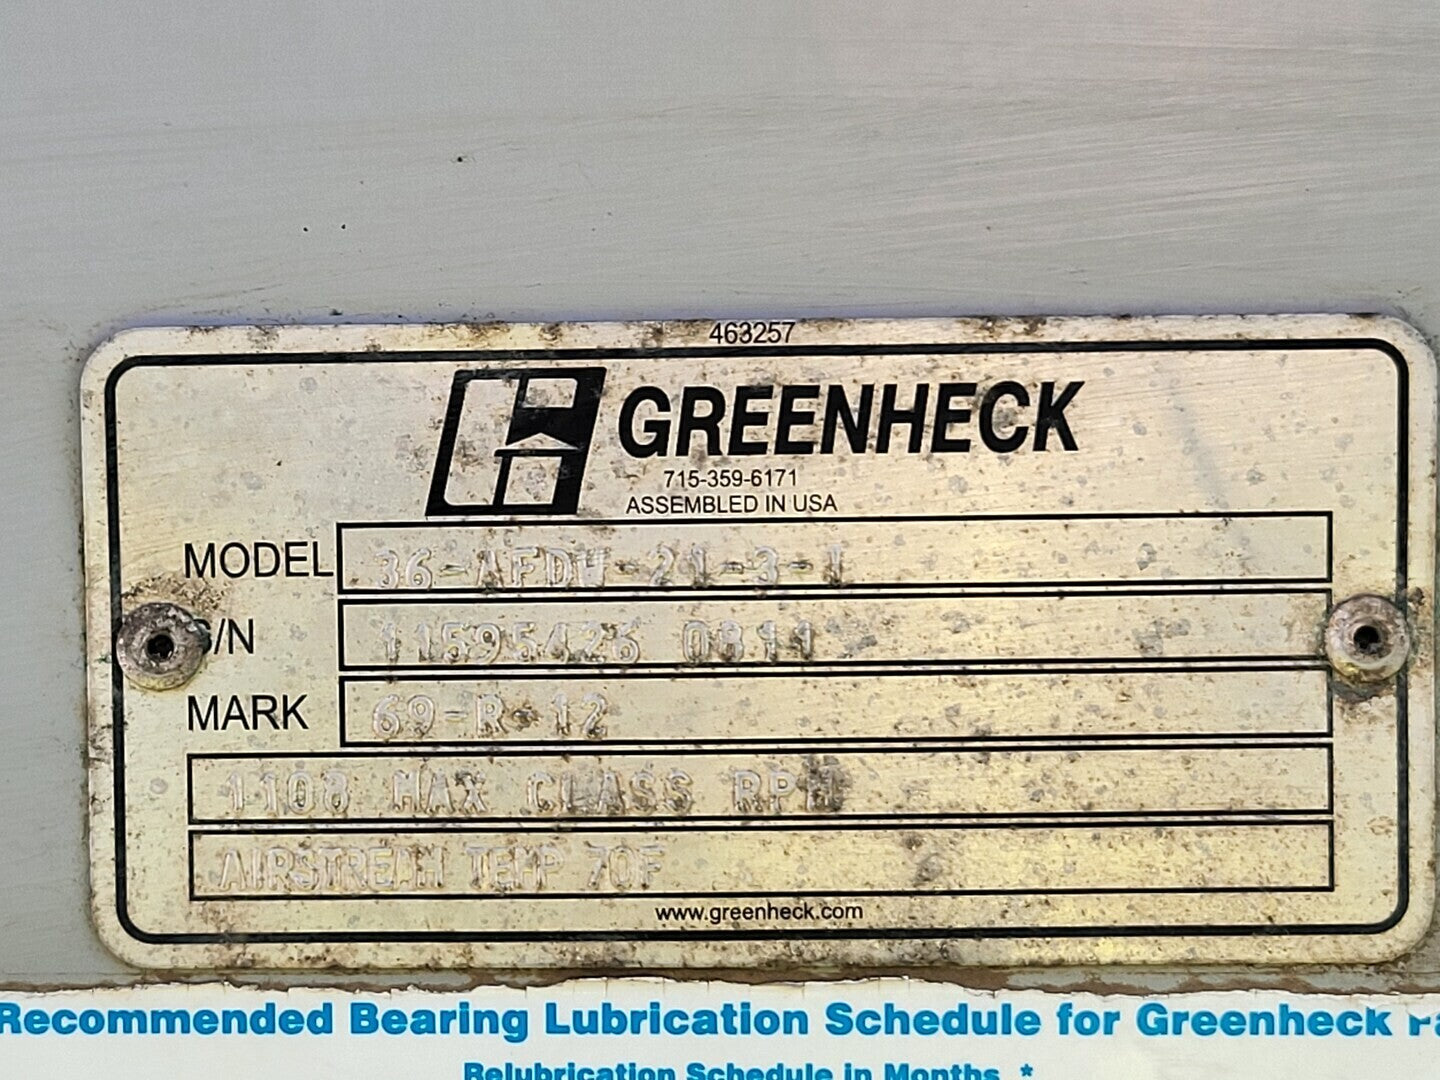 463257
GREENHECK
715-359-6171
ASSEMBLED IN USA
MODEL 36-AFDW-21-3-I
S/N 11595426 0811
MARK 69-R-12
1108 MAX CLASS RPM
AIRSTREAM TEMP 70F
www.greenheck.com
Recommended Bearing Lubrication Schedule for Greenheck
Relubrication Schedule in Months *